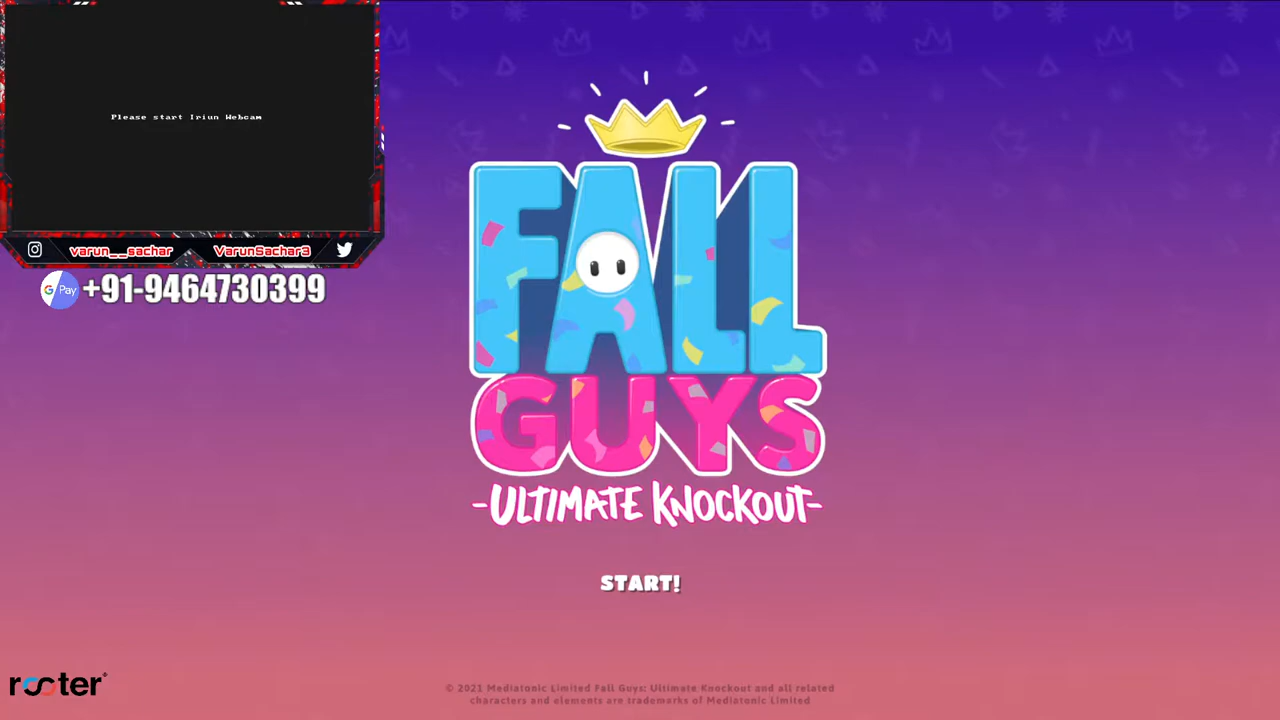 Please start Iriun Webcam
varun__sachar VarunSachar3
G Pay +91-9464730399
FALL
GUYS
-ULTIMATE KNOCKOUT-
START!
rooter
© 2021 Mediatonic Limited Fall Guys: Ultimate Knockout and all related
characters and elements are trademarks of Mediatonic Limited